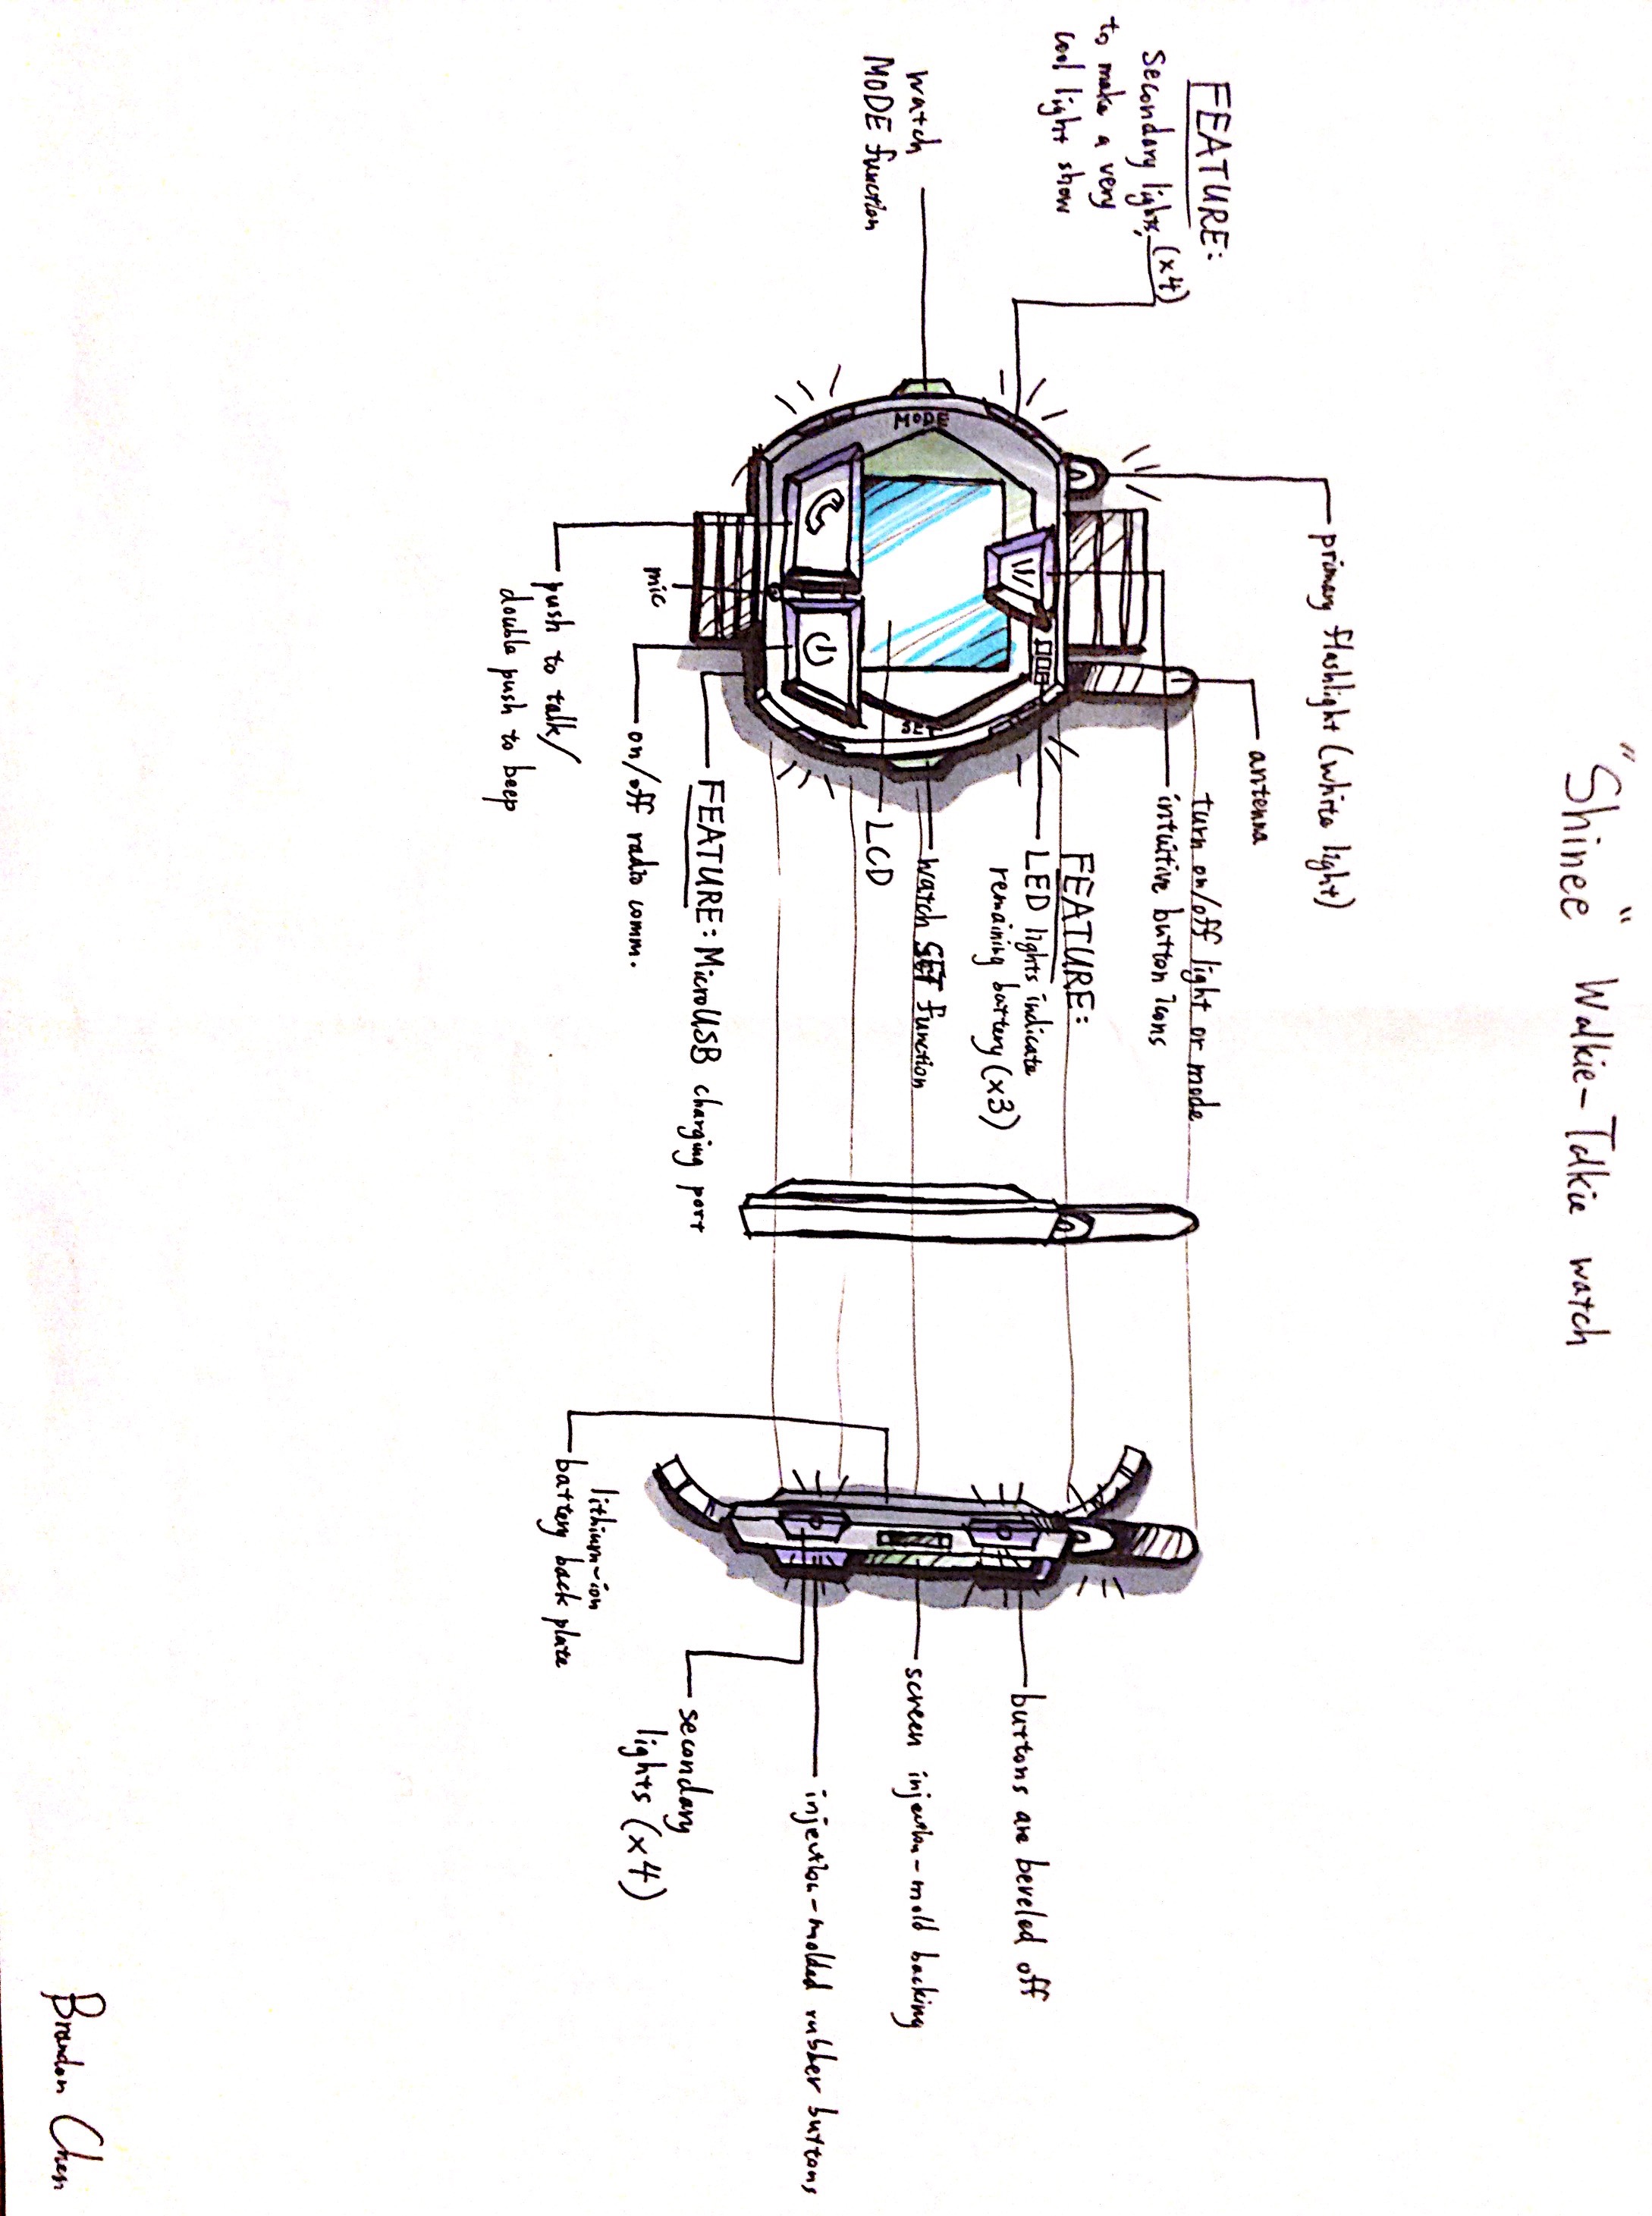 "Shinee" Walkie-Talkie watch
primary flashlight (white light)
antenna
turn on/off light or mode
intuitive button icons
FEATURE:
secondary lights, (x4)
to make a very
cool light show
FEATURE:
LED lights indicate
remaining battery (x3)
watch
MODE function
MODE
SET
watch SET function
LCD
FEATURE: MicroUSB charging port
mic
on/off radio comm.
push to talk/
double push to beep
buttons are beveled off
screen injection-mold backing
injection-molded rubber buttons
secondary
lights (x4)
lithium-ion
battery back plate
Brandon Chen